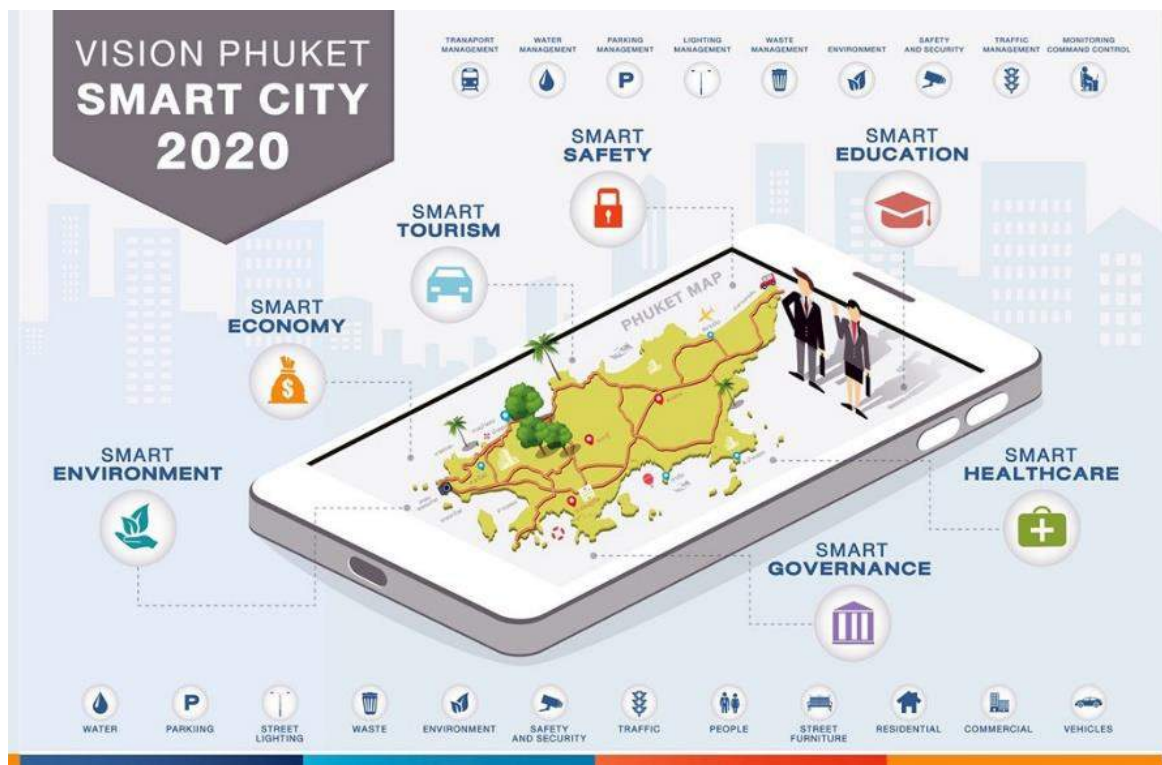 VISION PHUKET
SMART CITY
2020
TRANAPORT
MANAGEMENT
WATER
MANAGEMENT
PARKING
MANAGEMENT
LIGHTING
MANAGEMENT
WASTE
MANAGEMENT
ENVIRONMENT
SAFETY
AND SECURITY
TRAFFIC
MANAGEMENT
MONITORING
COMMAND CONTROL
P
SMART
SAFETY
SMART
EDUCATION
SMART
TOURISM
SMART
ECONOMY
$
SMART
ENVIRONMENT
PHUKET MAP
SMART
HEALTHCARE
SMART
GOVERNANCE
P
WATER
PARKIING
STREET
LIGHTING
WASTE
ENVIRONMENT
SAFETY
AND SECURITY
TRAFFIC
PEOPLE
STREET
FURNITURE
RESIDENTIAL
COMMERCIAL
VEHICLES